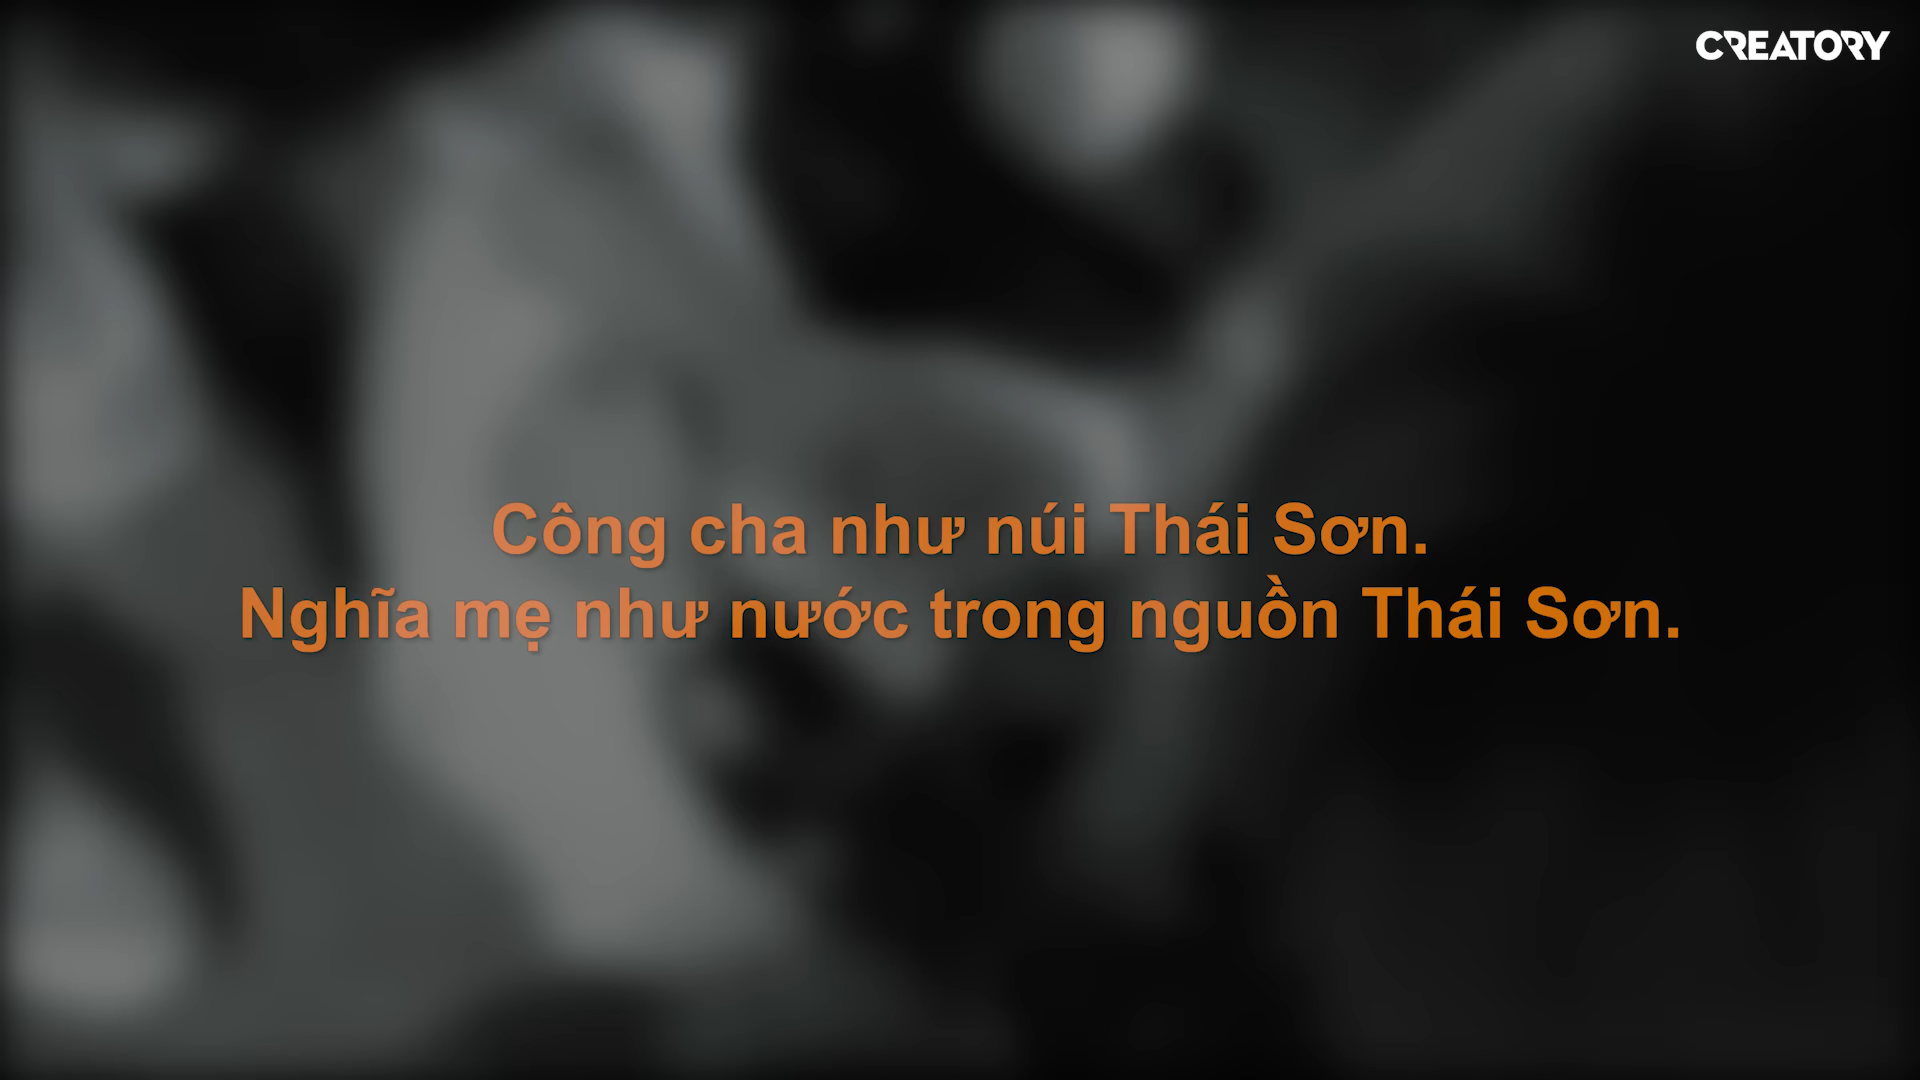 CREATORY
Công cha như núi Thái Sơn.
Nghĩa mẹ như nước trong nguồn Thái Sơn.